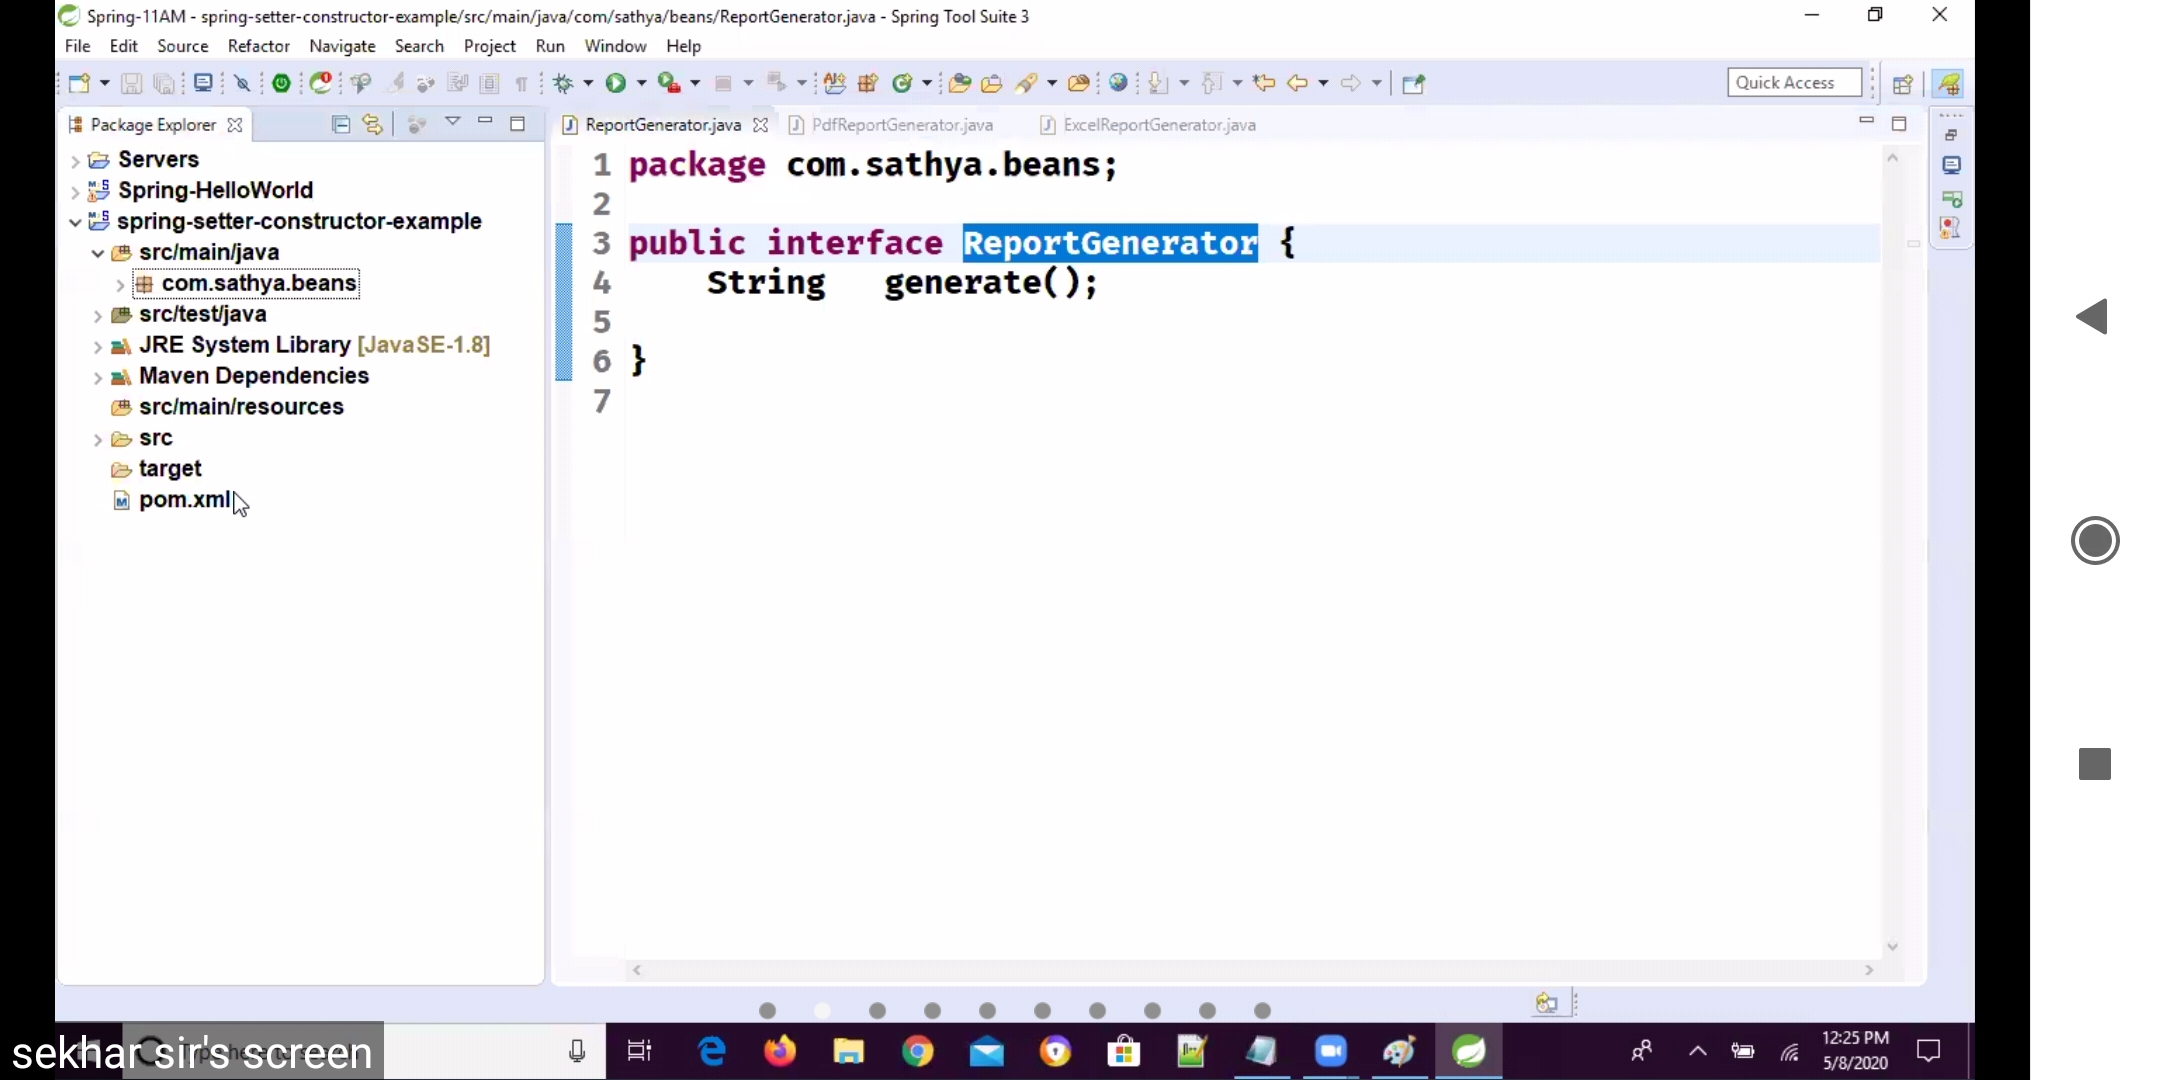 Spring-11AM - spring-setter-constructor-example/src/main/java/com/sathya/beans/ReportGenerator.java - Spring Tool Suite 3
File Edit Source Refactor Navigate Search Project Run Window Help
Quick Access
Package Explorer
ReportGenerator.java PdfReportGenerator.java ExcelReportGenerator.java
Servers
Spring-HelloWorld
spring-setter-constructor-example
src/main/java
com.sathya.beans
src/test/java
JRE System Library [JavaSE-1.8]
Maven Dependencies
src/main/resources
src
target
pom.xml
1 package com.sathya.beans;
2
3 public interface ReportGenerator {
4 String generate();
5
6 }
7
sekhar sir's screen
12:25 PM
5/8/2020